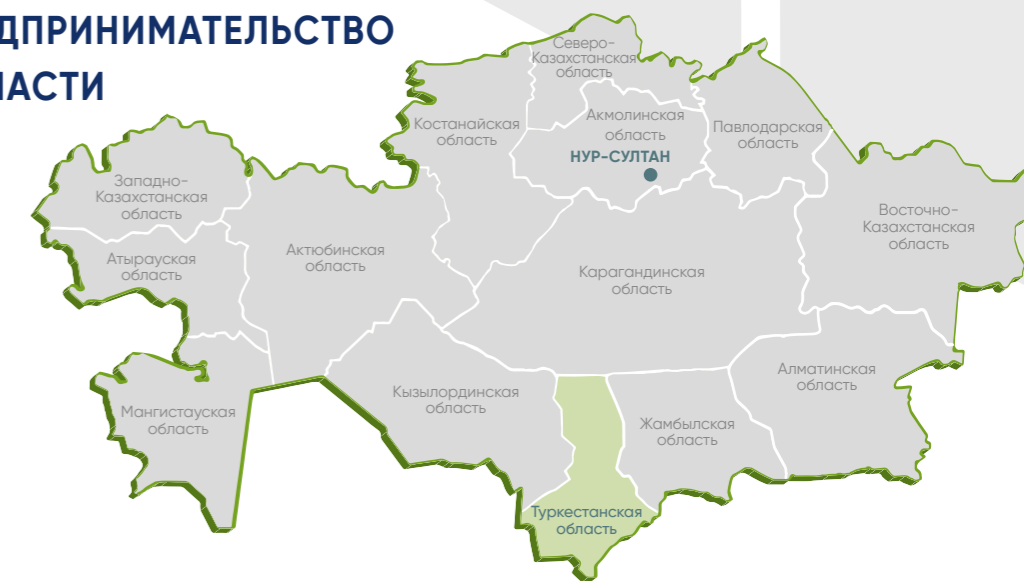 ДПРИНИМАТЕЛЬСТВО
ЛАСТИ
Северо-
Казахстанская
область
Костанайская
область
Акмолинская
область
НУР-СУЛТАН
Павлодарская
область
Западно-
Казахстанская
область
Атырауская
область
Актюбинская
область
Карагандинская
область
Восточно-
Казахстанская
область
Мангистауская
область
Кызылординская
область
Жамбылская
область
Алматинская
область
Туркестанская
область